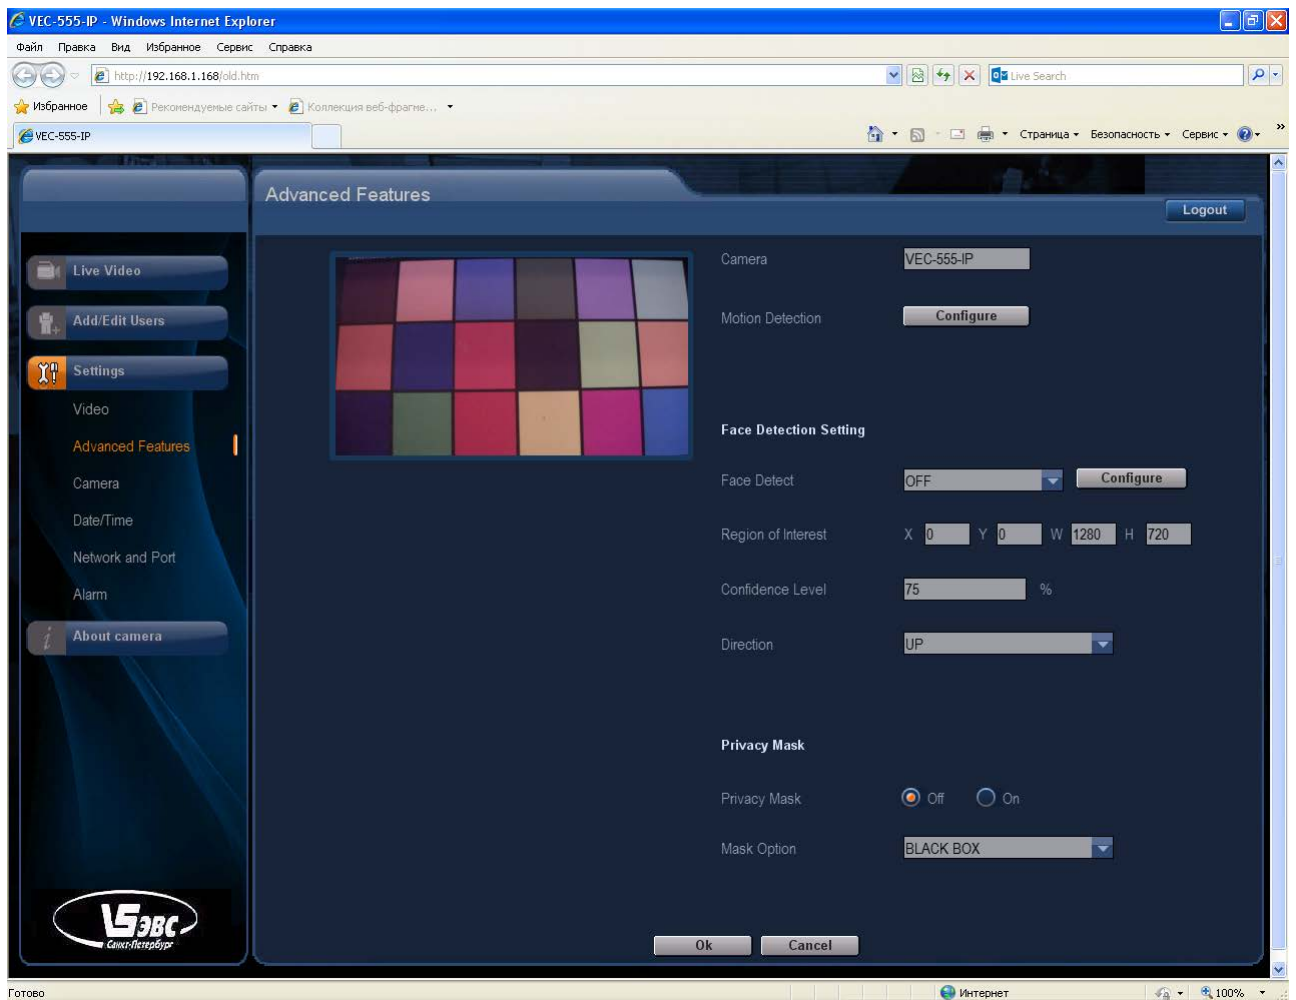 VEC-555-IP - Windows Internet Explorer
Файл Правка Вид Избранное Сервис Справка
http://192.168.1.168/old.htm Live Search
Избранное Рекомендуемые сайты Коллекция веб-фрагме...
VEC-555-IP Страница Безопасность Сервис »
Advanced Features
Logout
Live Video
Add/Edit Users
Settings
Video
Advanced Features
Camera
Date/Time
Network and Port
Alarm
About camera
Camera VEC-555-IP
Motion Detection Configure
Face Detection Setting
Face Detect OFF Configure
Region of Interest X 0 Y 0 W 1280 H 720
Confidence Level 75 %
Direction UP
Privacy Mask
Privacy Mask Off On
Mask Option BLACK BOX
ЭВС
Санкт-Петербург
Ok Cancel
Готово Интернет 100%